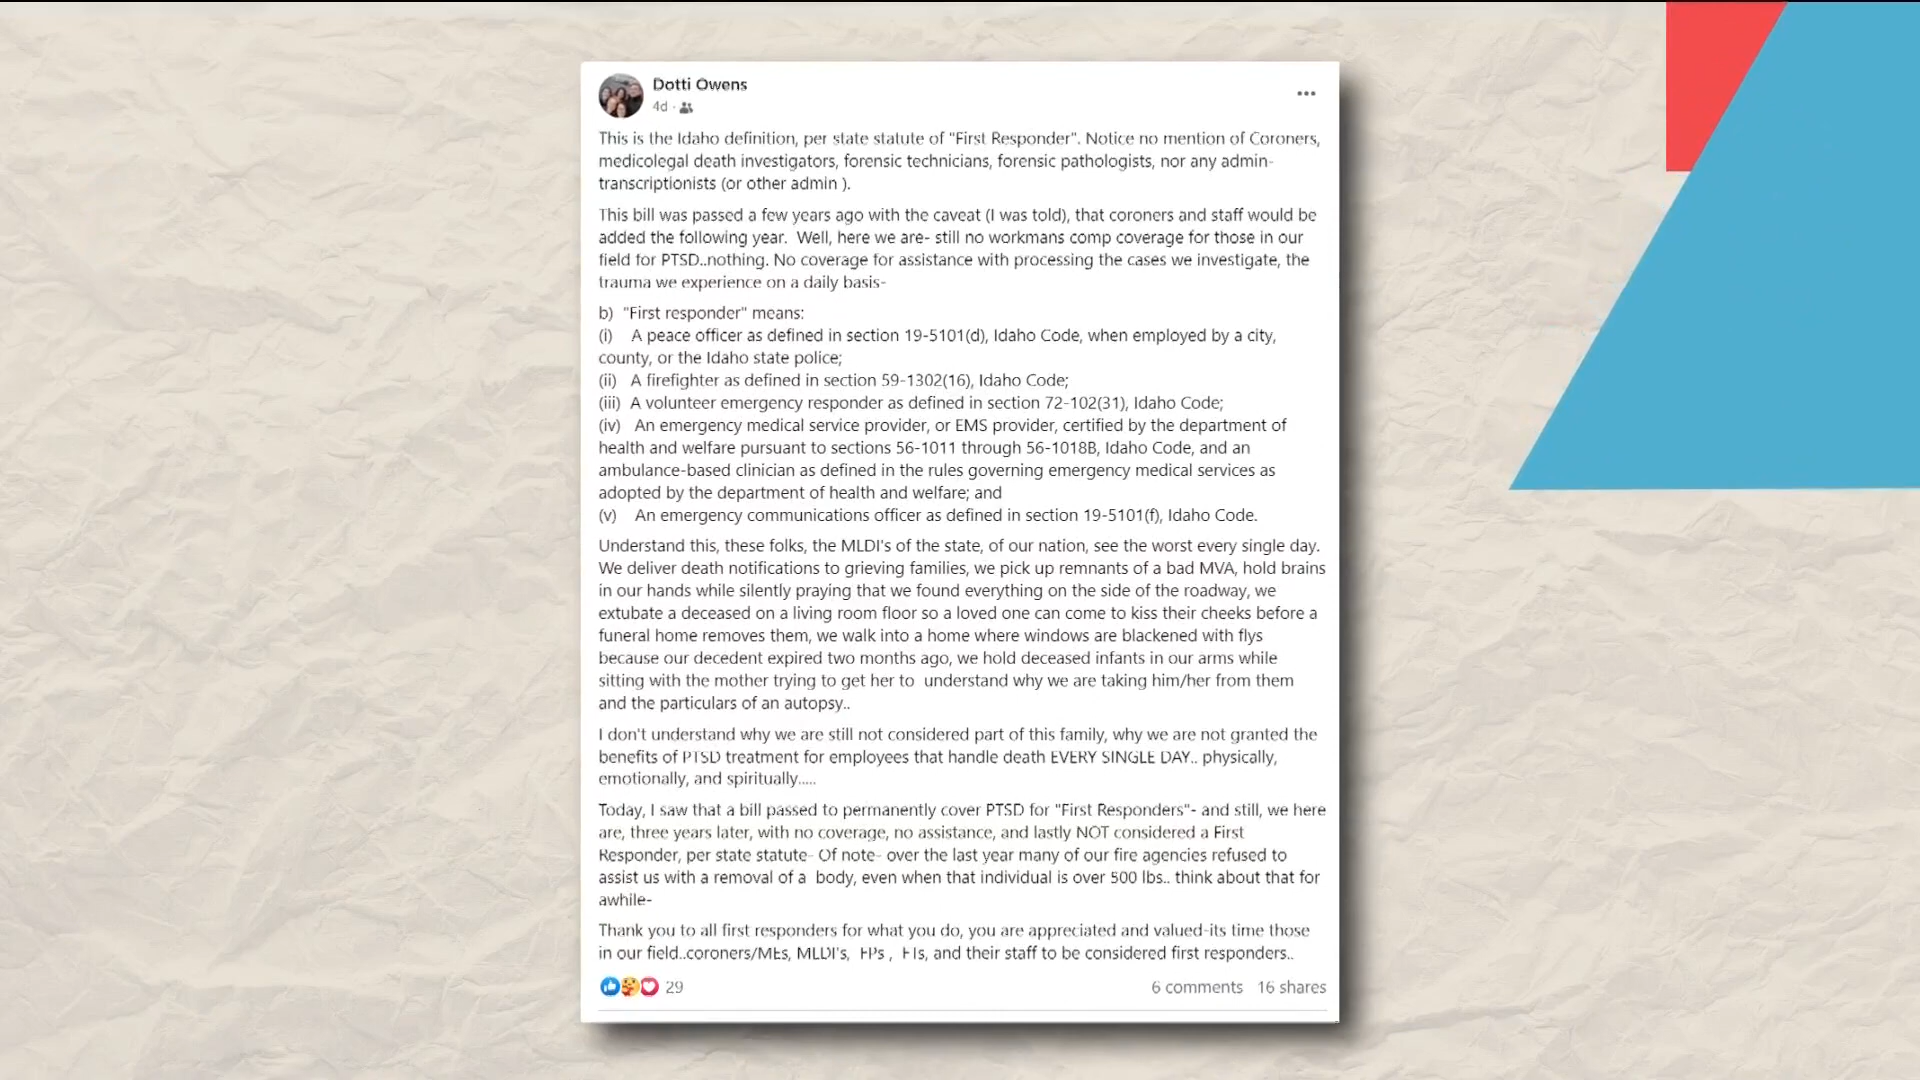 Dotti Owens
4d ·
This is the Idaho definition, per state statute of "First Responder". Notice no mention of Coroners,
medicolegal death investigators, forensic technicians, forensic pathologists, nor any admin-
transcriptionists (or other admin ).
This bill was passed a few years ago with the caveat (I was told), that coroners and staff would be
added the following year.  Well, here we are- still no workmans comp coverage for those in our
field for PTSD..nothing. No coverage for assistance with processing the cases we investigate, the
trauma we experience on a daily basis-
b)  "First responder" means:
(i)    A peace officer as defined in section 19-5101(d), Idaho Code, when employed by a city,
county, or the Idaho state police;
(ii)   A firefighter as defined in section 59-1302(16), Idaho Code;
(iii)  A volunteer emergency responder as defined in section 72-102(31), Idaho Code;
(iv)   An emergency medical service provider, or EMS provider, certified by the department of
health and welfare pursuant to sections 56-1011 through 56-1018B, Idaho Code, and an
ambulance-based clinician as defined in the rules governing emergency medical services as
adopted by the department of health and welfare; and
(v)    An emergency communications officer as defined in section 19-5101(f), Idaho Code.
Understand this, these folks, the MLDI's of the state, of our nation, see the worst every single day.
We deliver death notifications to grieving families, we pick up remnants of a bad MVA, hold brains
in our hands while silently praying that we found everything on the side of the roadway, we
extubate a deceased on a living room floor so a loved one can come to kiss their cheeks before a
funeral home removes them, we walk into a home where windows are blackened with flys
because our decedent expired two months ago, we hold deceased infants in our arms while
sitting with the mother trying to get her to  understand why we are taking him/her from them
and the particulars of an autopsy..
I don't understand why we are still not considered part of this family, why we are not granted the
benefits of PTSD treatment for employees that handle death EVERY SINGLE DAY.. physically,
emotionally, and spiritually.....
Today, I saw that a bill passed to permanently cover PTSD for "First Responders"- and still, we here
are, three years later, with no coverage, no assistance, and lastly NOT considered a First
Responder, per state statute- Of note- over the last year many of our fire agencies refused to
assist us with a removal of a  body, even when that individual is over 500 lbs.. think about that for
awhile-
Thank you to all first responders for what you do, you are appreciated and valued-its time those
in our field..coroners/MEs, MLDI's,  FPs ,  FTs, and their staff to be considered first responders..
29
6 comments   16 shares